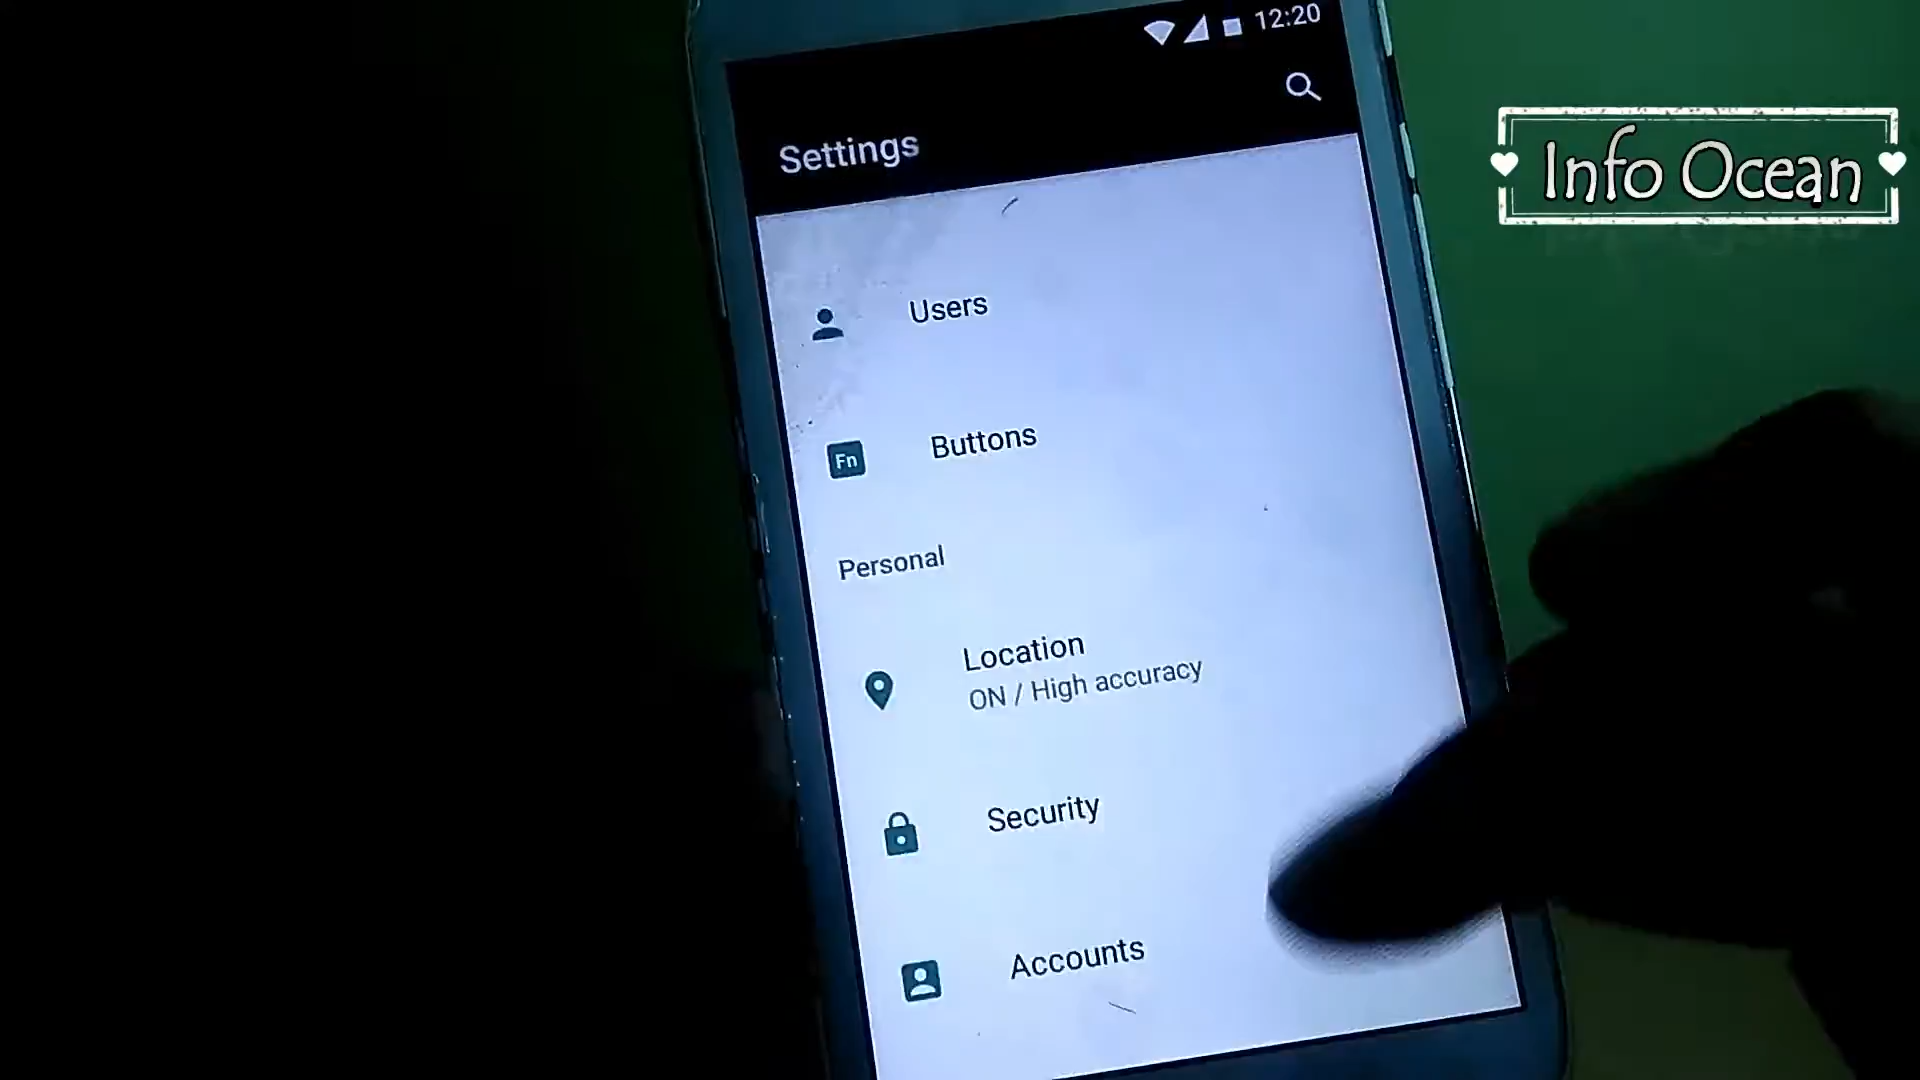 12:20
Settings
Info Ocean
Users
Fn
Buttons
Personal
Location
ON / High accuracy
Security
Accounts